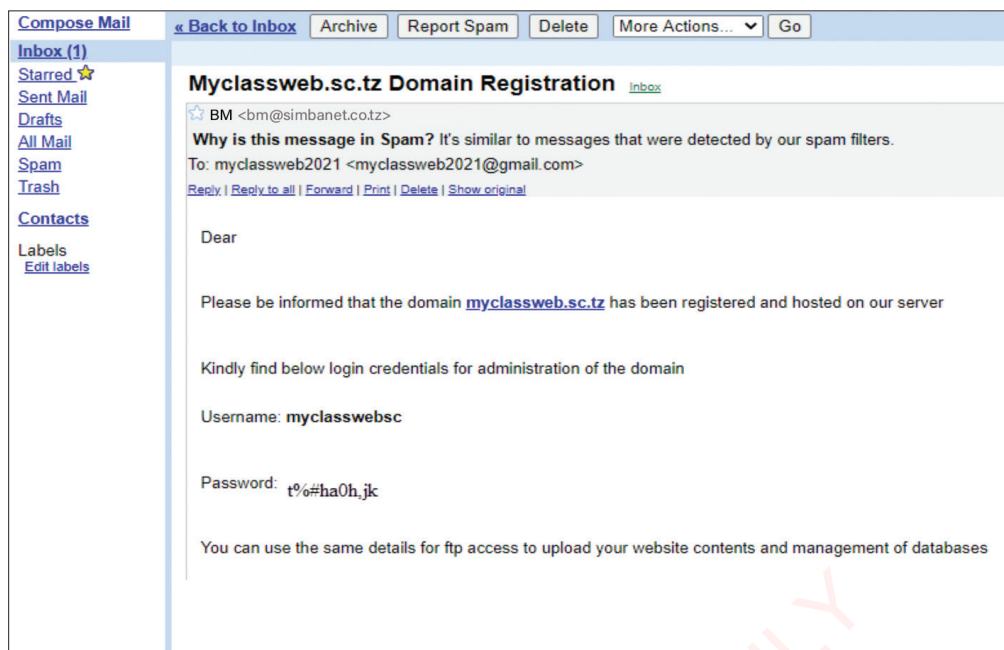 Compose Mail
Inbox (1)
Starred
Sent Mail
Drafts
All Mail
Spam
Trash
Contacts
Labels
Edit labels
« Back to Inbox Archive Report Spam Delete More Actions... Go
Myclassweb.sc.tz Domain Registration Inbox
BM <bm@simbanet.co.tz>
Why is this message in Spam? It's similar to messages that were detected by our spam filters.
To: myclassweb2021 <myclassweb2021@gmail.com>
Reply | Reply to all | Forward | Print | Delete | Show original
Dear
Please be informed that the domain myclassweb.sc.tz has been registered and hosted on our server
Kindly find below login credentials for administration of the domain
Username: myclasswebsc
Password: t%#ha0h,jk
You can use the same details for ftp access to upload your website contents and management of databases
LY